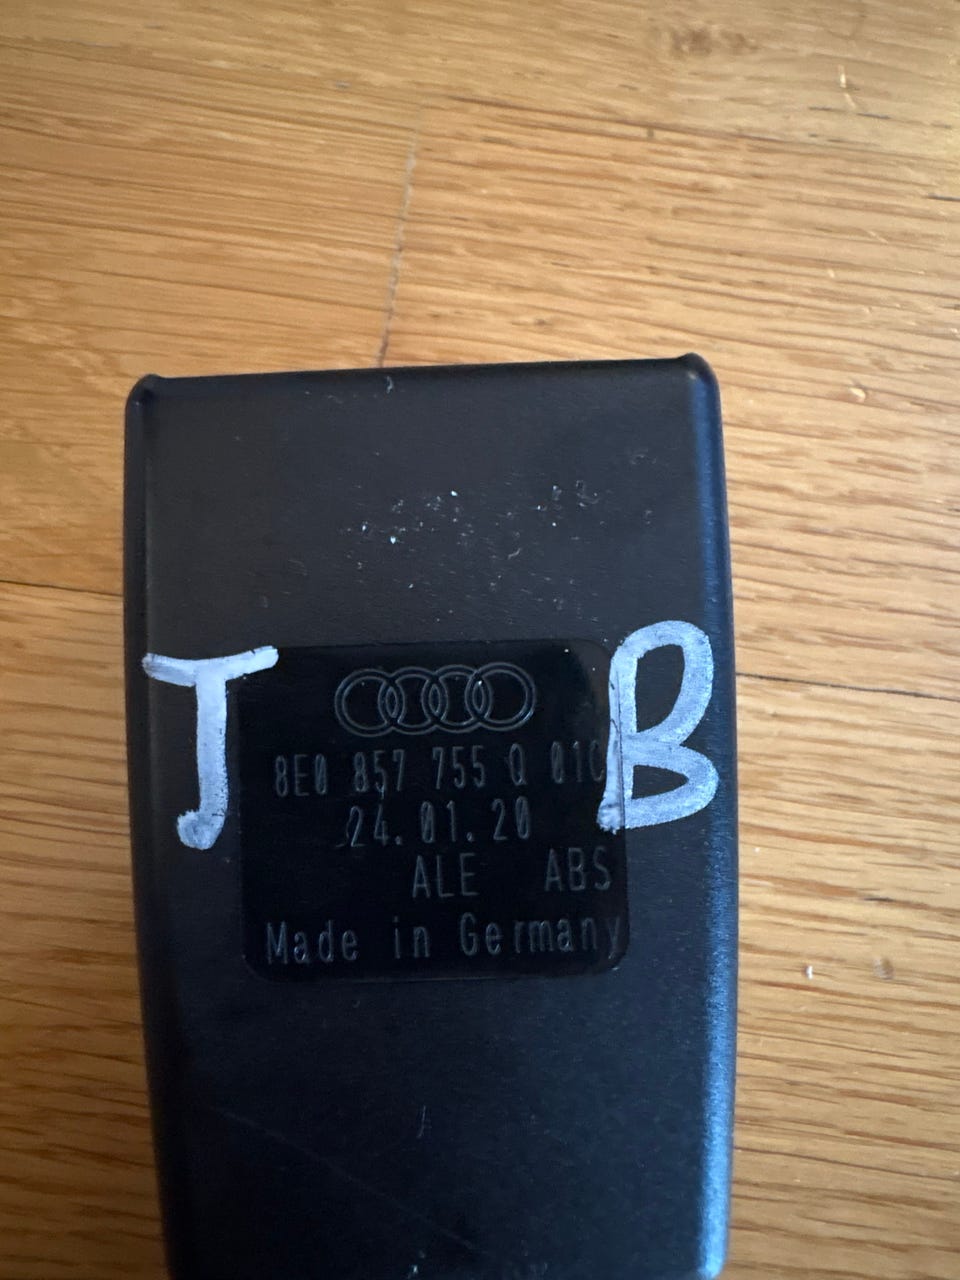 J B
8E0 857 755 Q 01C
24.01.20
ALE ABS
Made in Germany